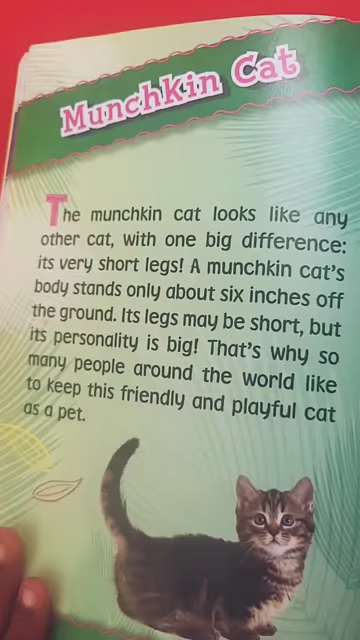 Munchkin Cat
The munchkin cat looks like any
other cat, with one big difference:
its very short legs! A munchkin cat's
body stands only about six inches off
the ground. Its legs may be short, but
its personality is big! That's why so
many people around the world like
to keep this friendly and playful cat
as a pet.